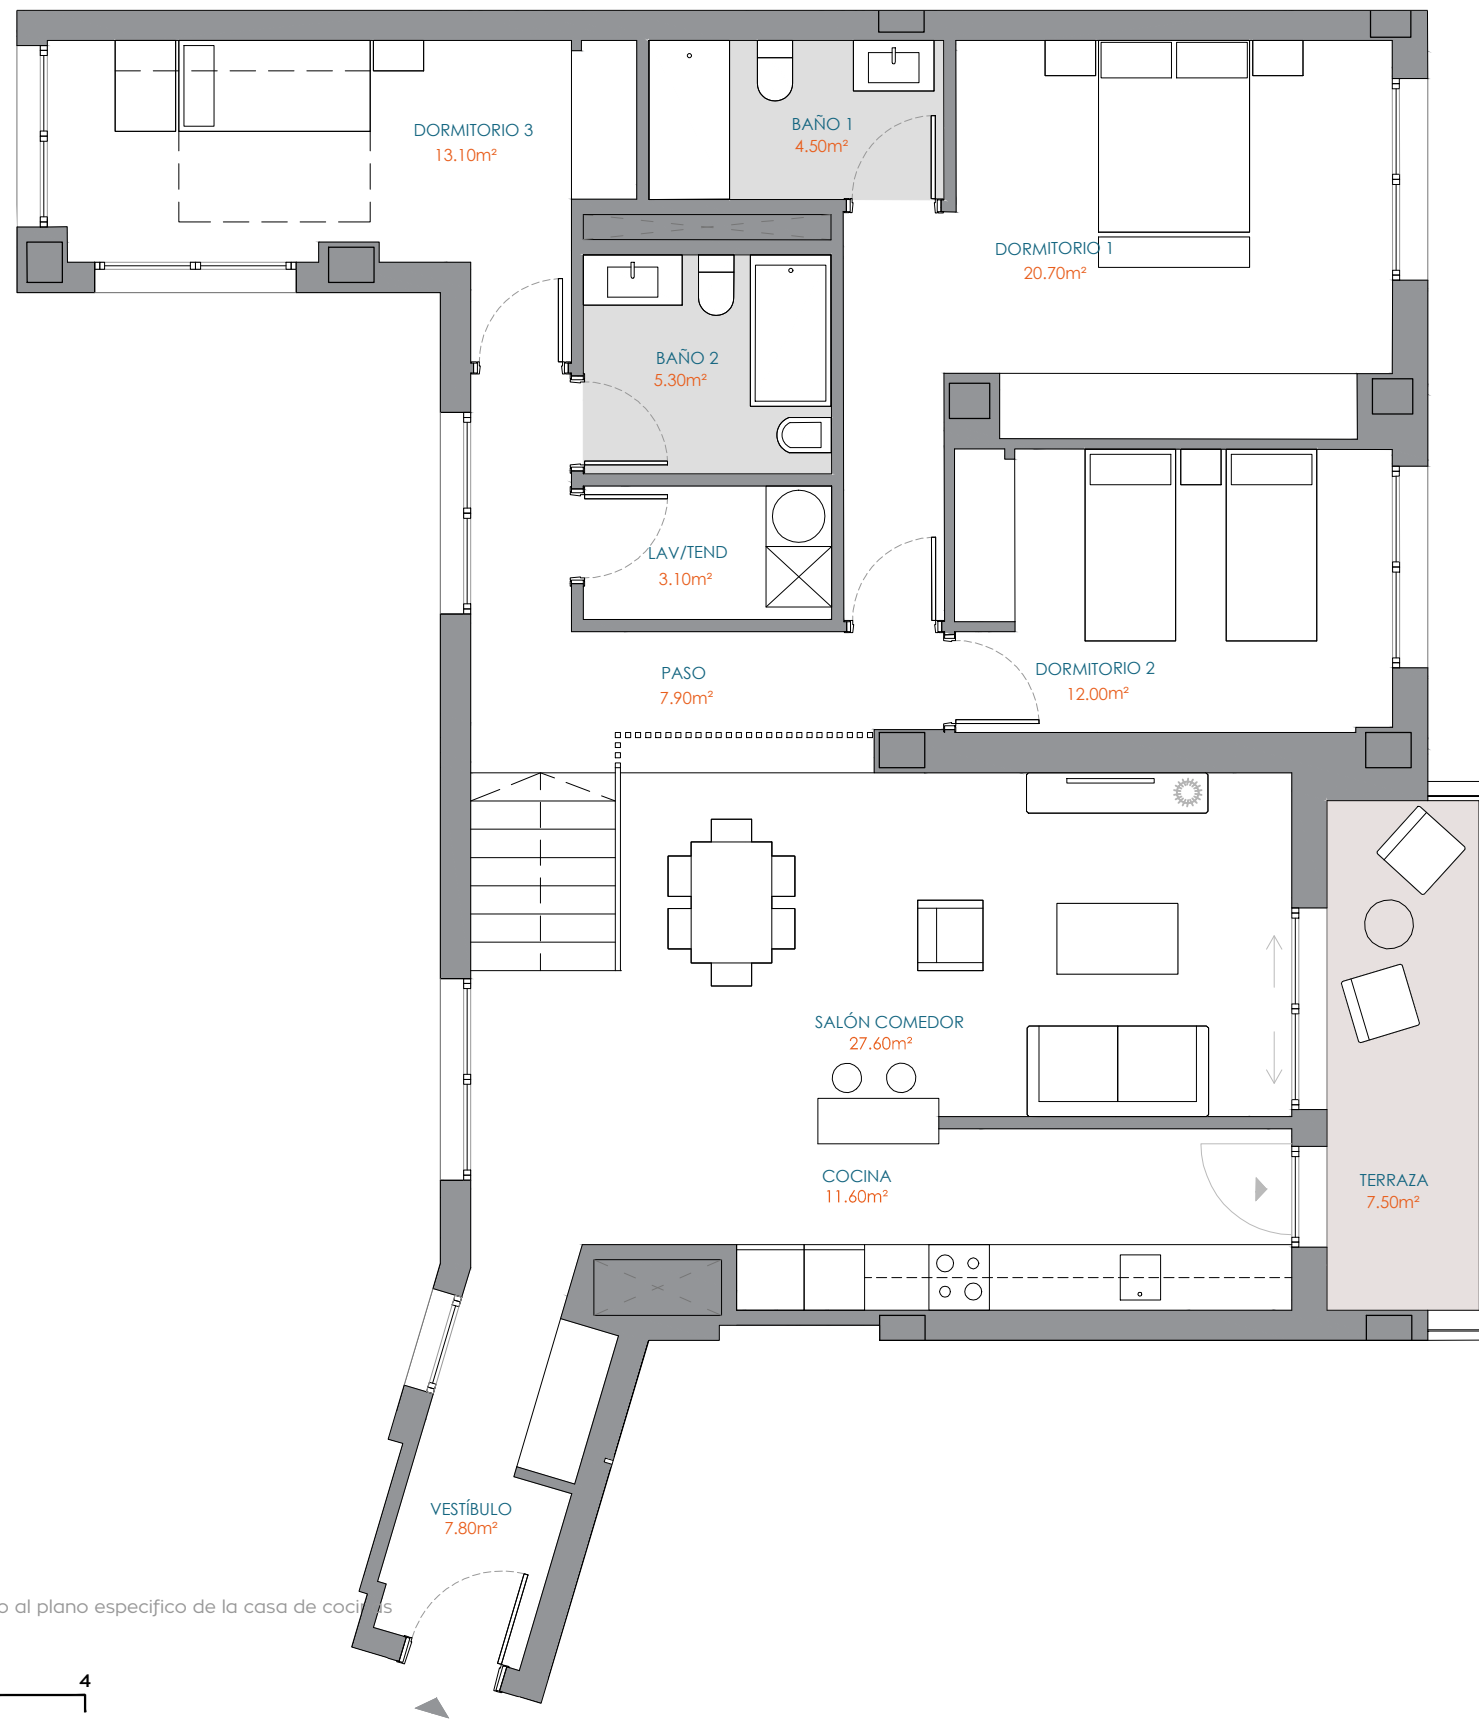 DORMITORIO 3
13.10m²
BAÑO 1
4.50m²
DORMITORIO 1
20.70m²
BAÑO 2
5.30m²
LAV/TEND
3.10m²
PASO
7.90m²
DORMITORIO 2
12.00m²
SALÓN COMEDOR
27.60m²
COCINA
11.60m²
TERRAZA
7.50m²
VESTÍBULO
7.80m²
o al plano especifico de la casa de cocinas
4